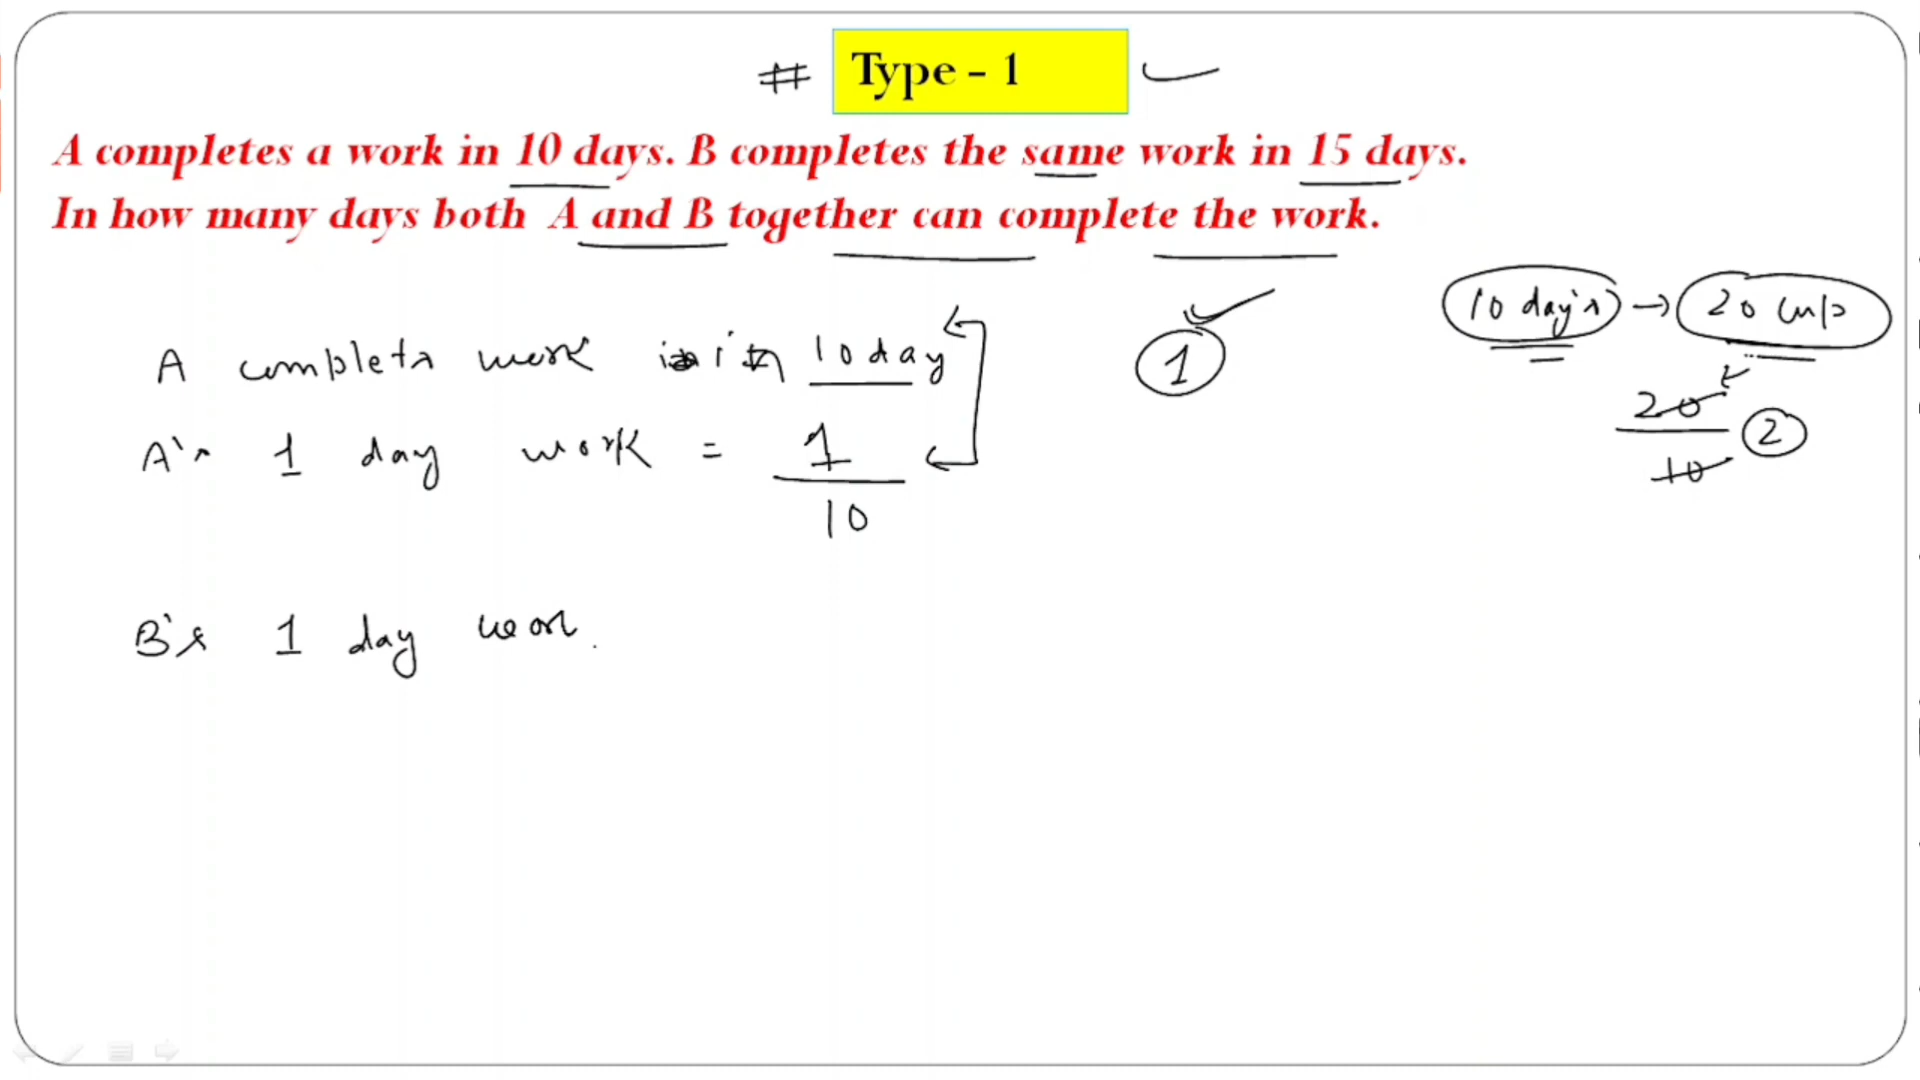 # Type - 1
A completes a work in 10 days. B completes the same work in 15 days.
In how many days both A and B together can complete the work.
10 day's → 20 cups
A complets work in 10 day
1
20
10
2
A's 1 day work = 1
10
B's 1 day work.